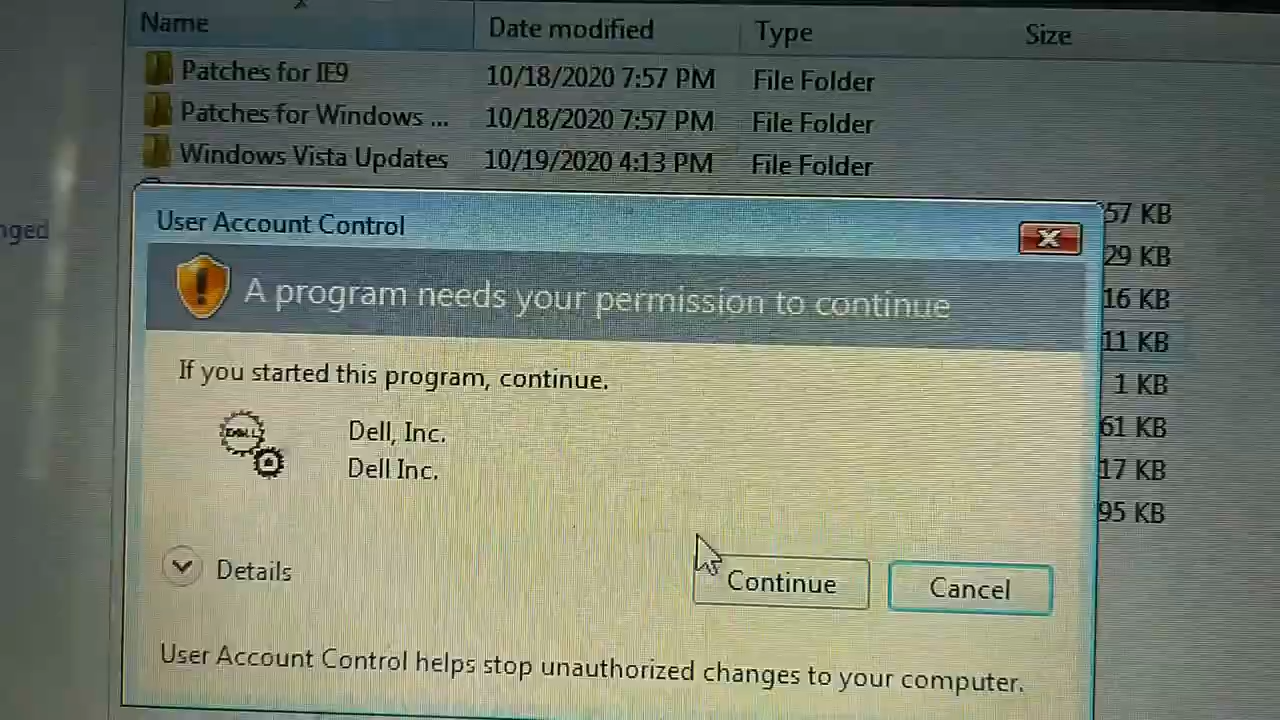 Name Date modified Type Size
Patches for IE9 10/18/2020 7:57 PM File Folder
Patches for Windows ... 10/18/2020 7:57 PM File Folder
Windows Vista Updates 10/19/2020 4:13 PM File Folder
57 KB
nged
User Account Control
29 KB
A program needs your permission to continue
16 KB
11 KB
If you started this program, continue.
1 KB
DELL
Dell, Inc.
61 KB
Dell Inc.
17 KB
95 KB
Details
Continue
Cancel
User Account Control helps stop unauthorized changes to your computer.